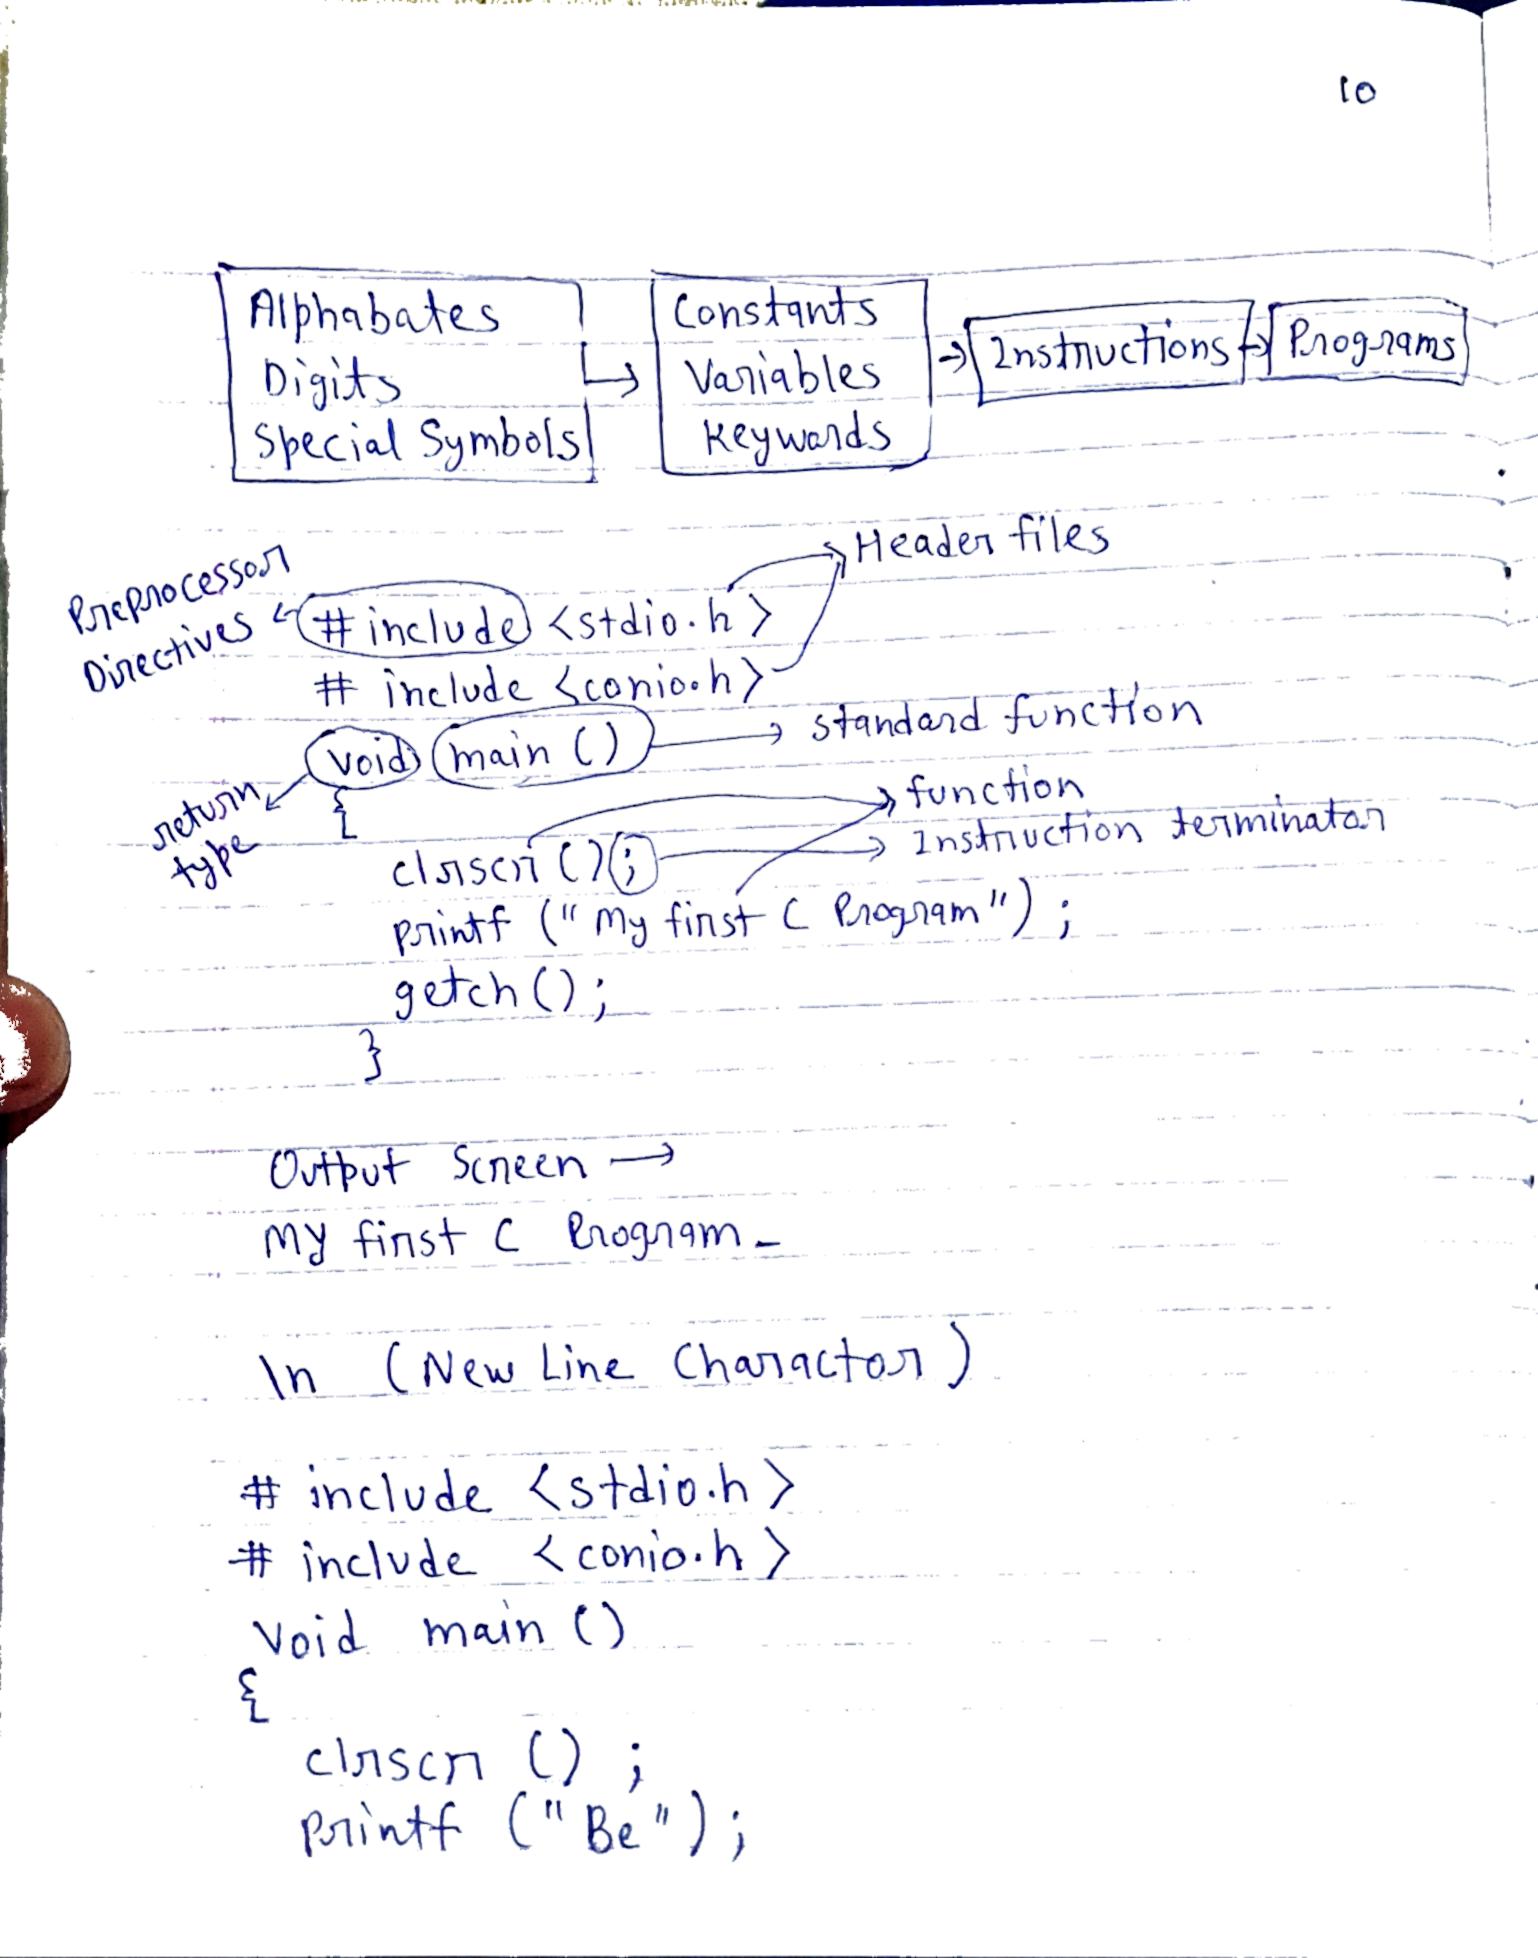 10
Alphabates
Digits
Special Symbols
Constants
Variables
Keywords
Instructions
Programs
Preprocessor
Directives
Header files
# include <stdio.h>
# include <conio.h>
void main ()
standard function
return
type
{
function
Instruction terminator
clrscr ();
printf ("My first C Program");
getch ();
}
Output Screen →
My first C Program_
\n (New Line Charactor)
# include <stdio.h>
# include <conio.h>
Void main ()
{
clrscr ();
printf ("Be");